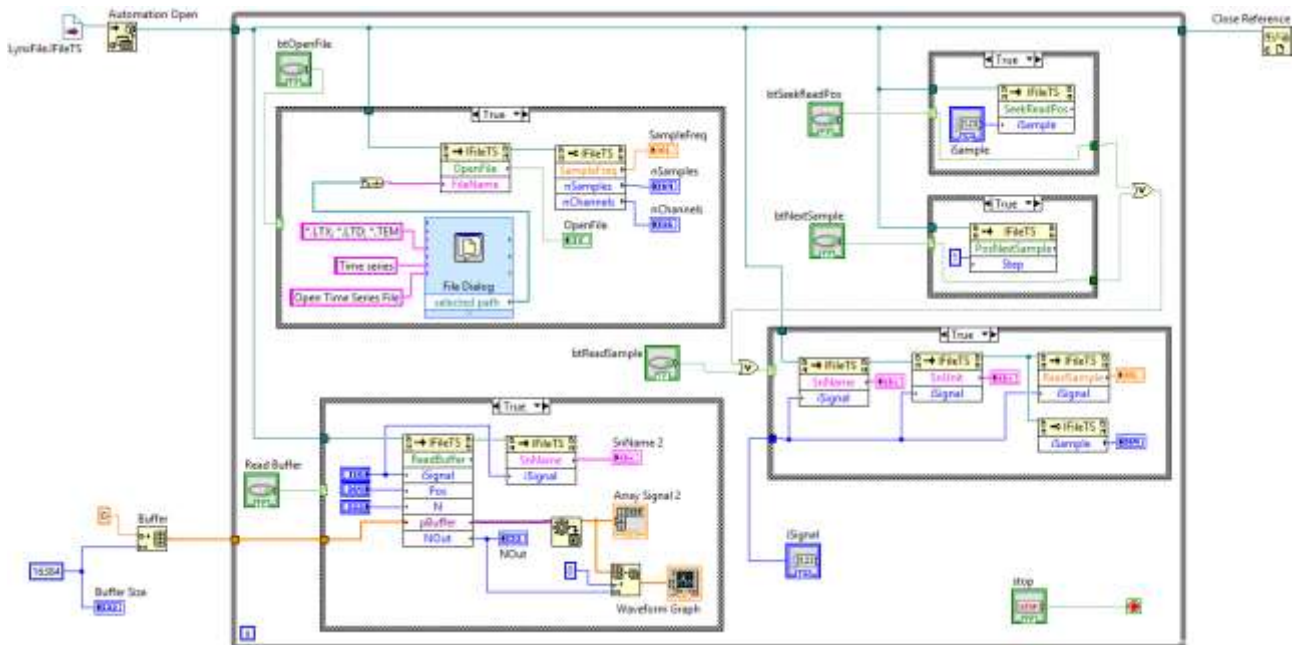 Automation Open
LynxFile.IFileTS
Close Reference
btOpenFile
True
IFileTS
OpenFile
FileName
IFileTS
SampleFreq
nSamples
nChannels
SampleFreq
nSamples
nChannels
OpenFile
*.LTX; *.LTD; *.TEM
Time series
Open Time Series File
File Dialog
selected path
btSeekReadPos
True
IFileTS
SeekReadPos
iSample
iSample
btNextSample
True
IFileTS
PosNextSample
Step
btReadSample
True
IFileTS
SnName
iSignal
IFileTS
SnUnit
iSignal
IFileTS
ReadSample
iSignal
IFileTS
iSample
iSignal
Read Buffer
True
IFileTS
ReadBuffer
iSignal
Pos
N
pBuffer
NOut
IFileTS
SnName
iSignal
SnName 2
Array Signal 2
NOut
Waveform Graph
Buffer
16384
Buffer Size
stop
STOP
i